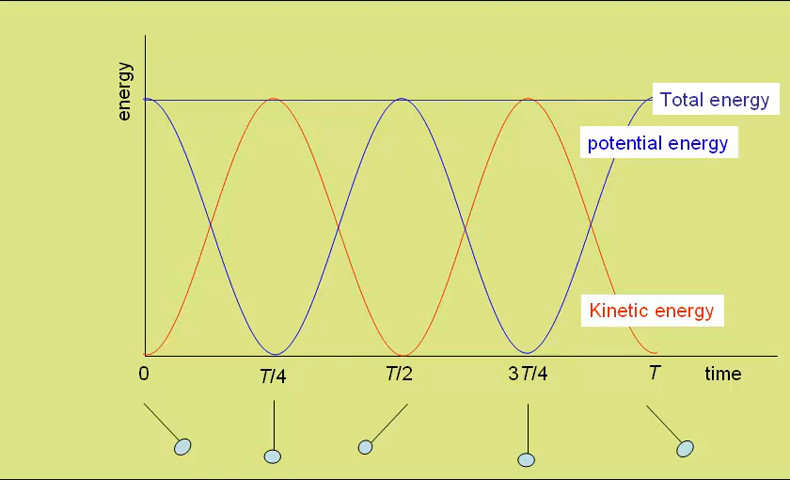 energy
Total energy
potential energy
Kinetic energy
0 T/4 T/2 3T/4 T time